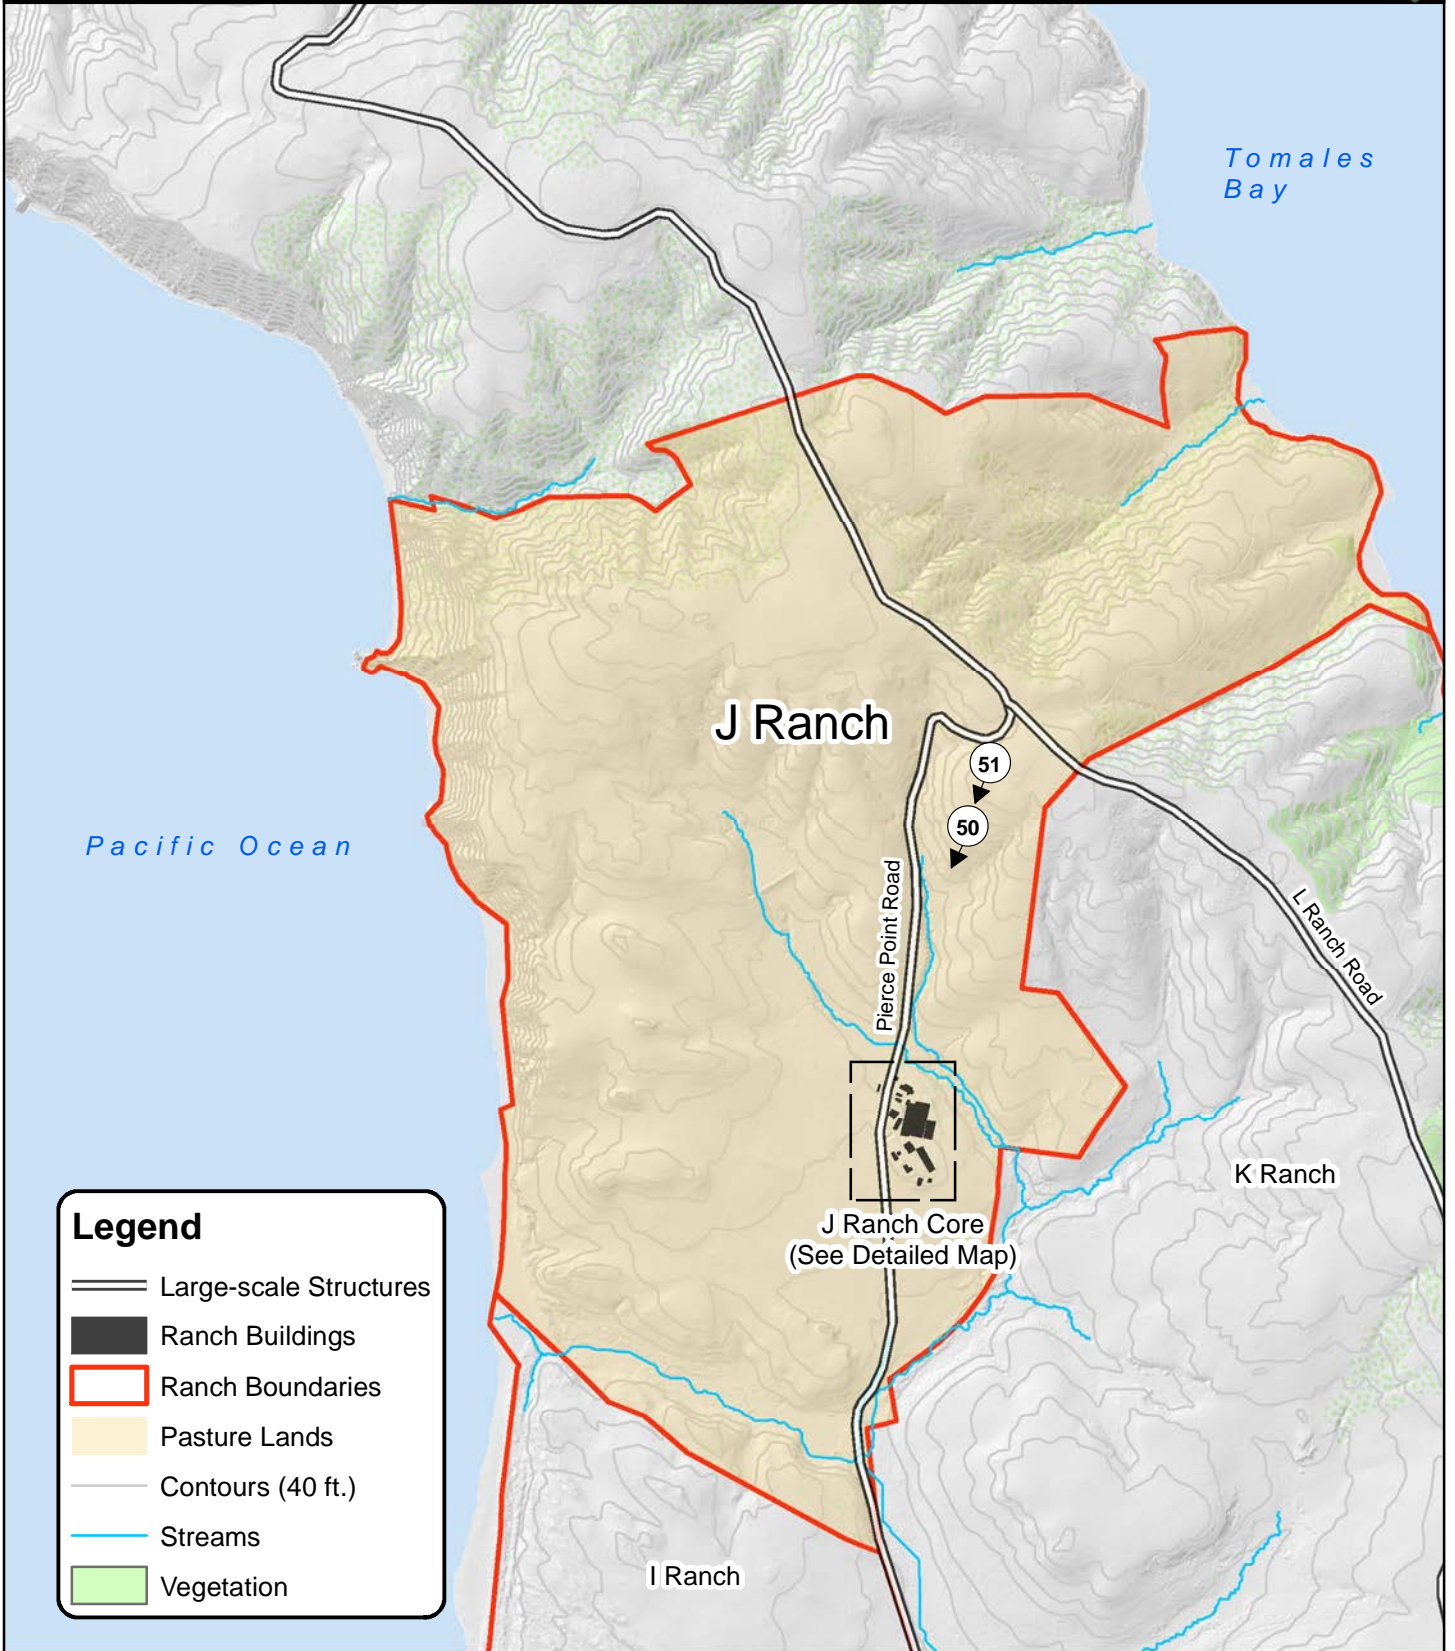 Tomales
Bay
J Ranch
51
50
Pacific Ocean
Pierce Point Road
L Ranch Road
K Ranch
J Ranch Core
(See Detailed Map)
I Ranch
Legend
Large-scale Structures
Ranch Buildings
Ranch Boundaries
Pasture Lands
Contours (40 ft.)
Streams
Vegetation